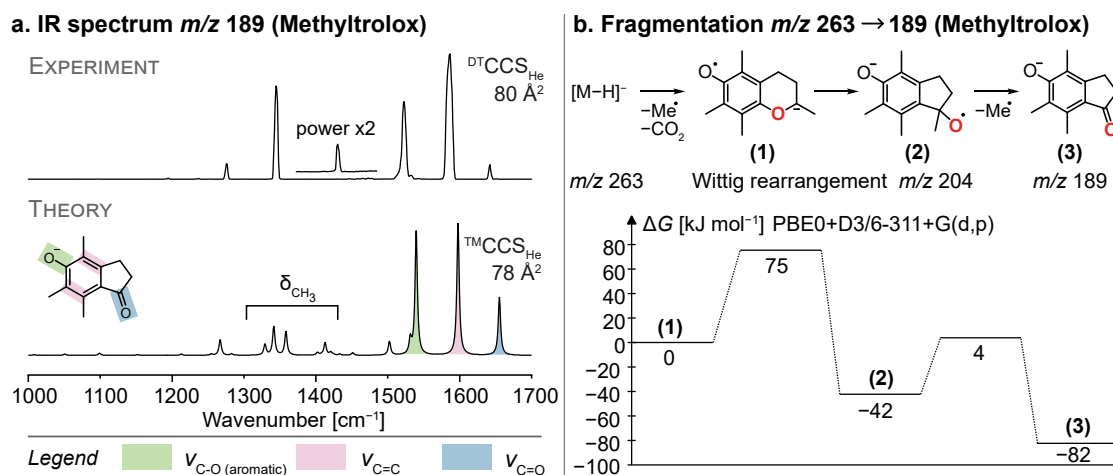 a. IR spectrum m/z 189 (Methyltrolox)
EXPERIMENT
DTCCSHe
80 Å²
power x2
THEORY
TMCCSHe
78 Å²
δCH3
O−
O
1000 1100 1200 1300 1400 1500 1600 1700
Wavenumber [cm−1]
Legend
νC-O (aromatic)
νC=C
νC=O
b. Fragmentation m/z 263 → 189 (Methyltrolox)
[M−H]−
−Me•
−CO2
O•
O
−
(1)
O−
O•
(2)
−Me•
O−
O
(3)
m/z 263
Wittig rearrangement
m/z 204
m/z 189
ΔG [kJ mol−1] PBE0+D3/6-311+G(d,p)
80
60
40
20
0
−20
−40
−60
−80
−100
(1)
0
75
(2)
−42
4
(3)
−82